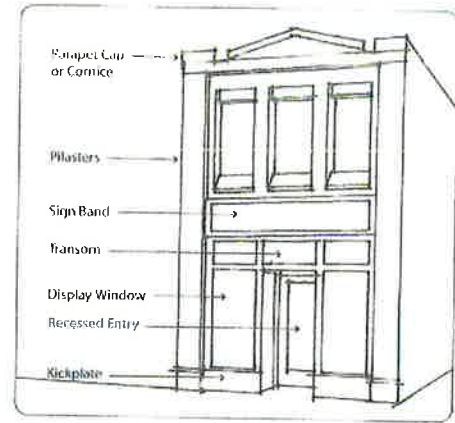 Parapet Cap
or Cornice
Pilasters
Sign Band
Transom
Display Window
Recessed Entry
Kickplate